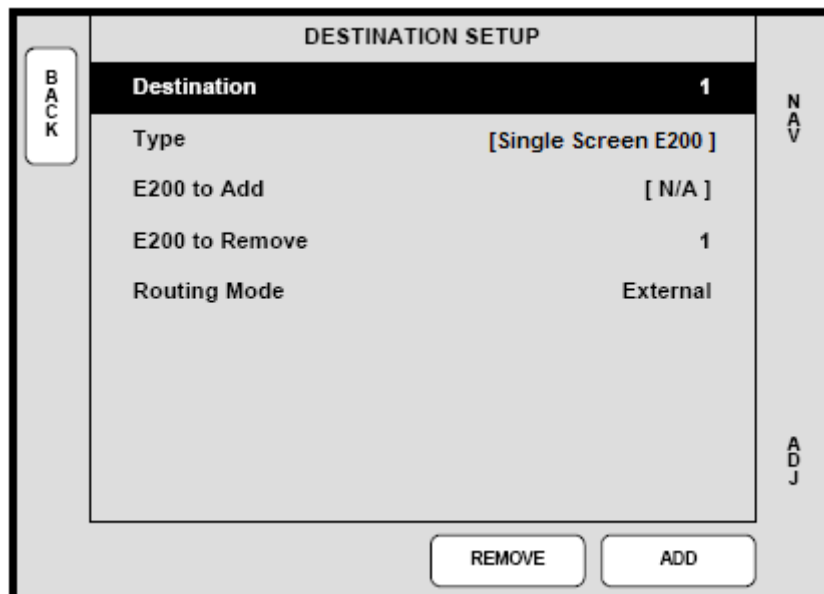 DESTINATION SETUP
BACK
Destination 1
Type [Single Screen E200 ]
E200 to Add [ N/A ]
E200 to Remove 1
Routing Mode External
NAV
ADJ
REMOVE ADD